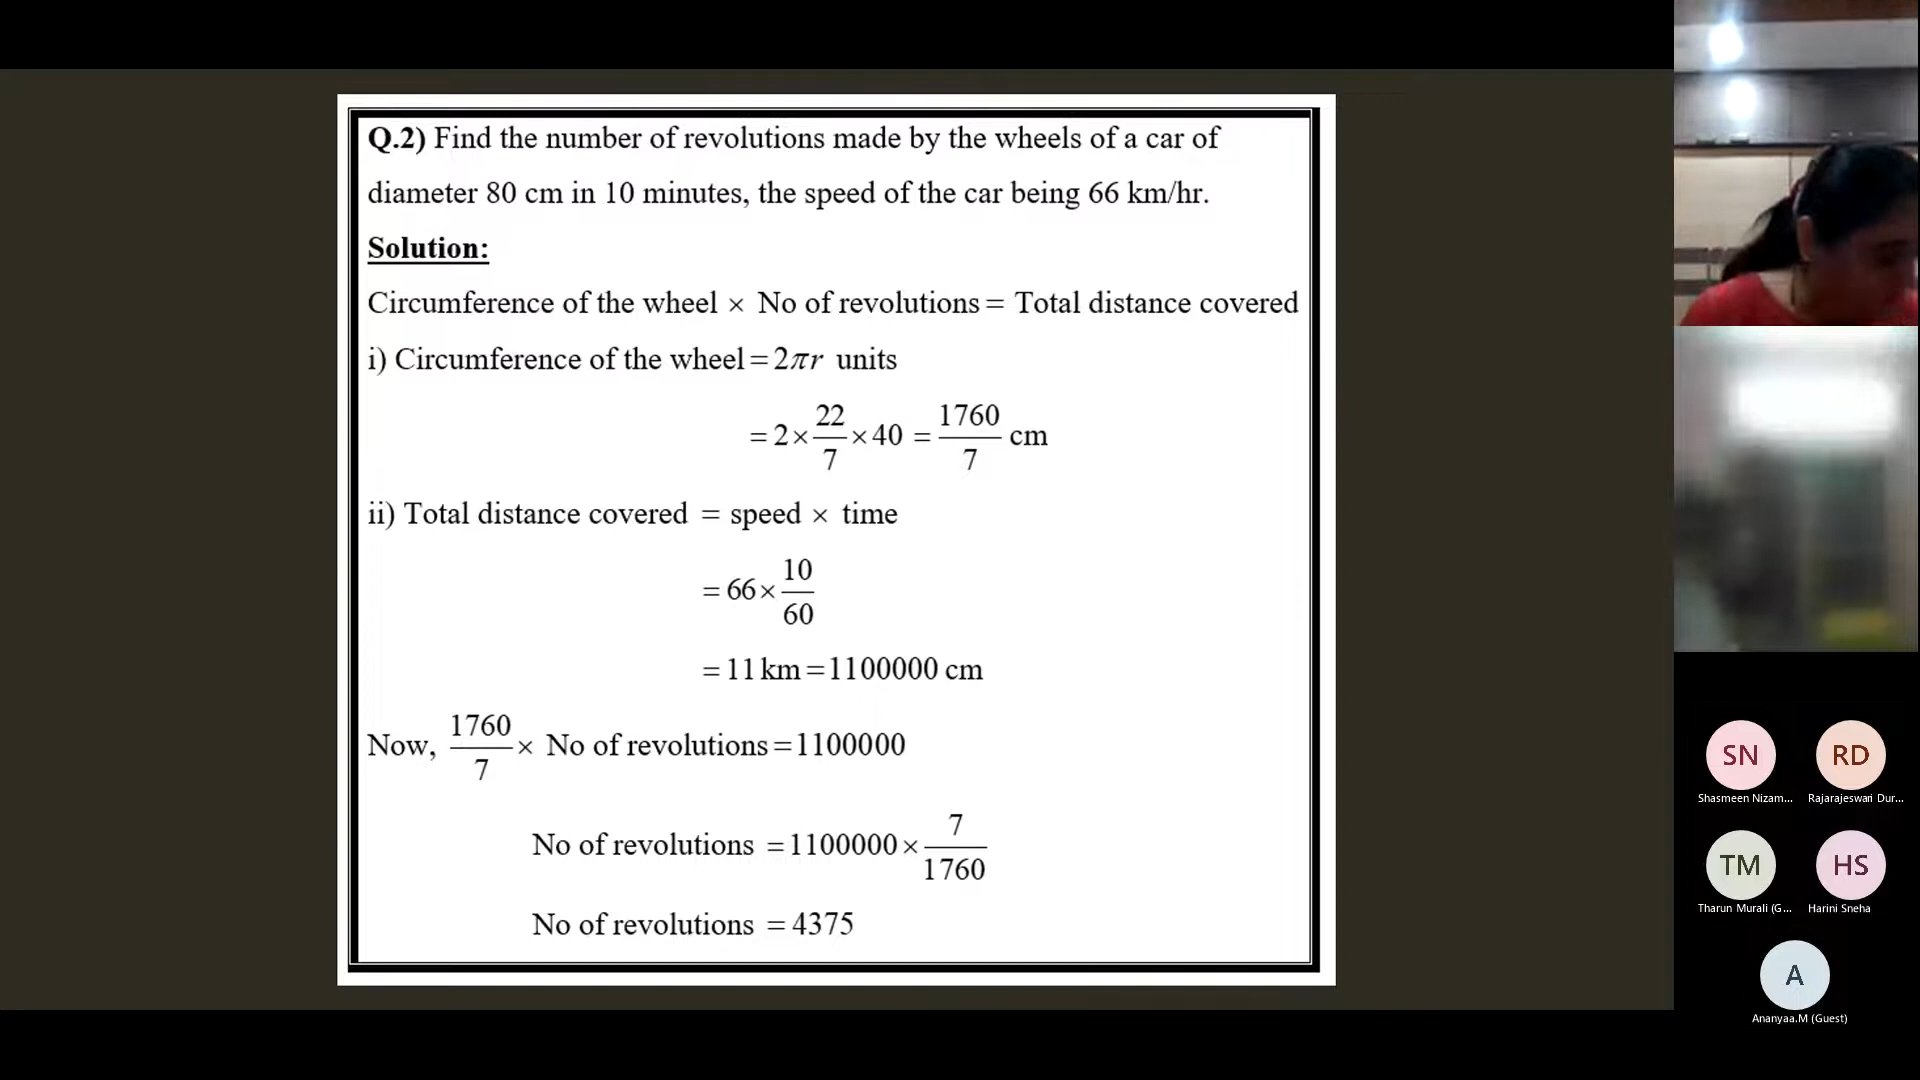 Q.2) Find the number of revolutions made by the wheels of a car of
diameter 80 cm in 10 minutes, the speed of the car being 66 km/hr.
Solution:
Circumference of the wheel × No of revolutions = Total distance covered
i) Circumference of the wheel = 2πr units
= 2 × 22/7 × 40 = 1760/7 cm
ii) Total distance covered = speed × time
= 66 × 10/60
= 11 km = 1100000 cm
Now, 1760/7 × No of revolutions = 1100000
No of revolutions = 1100000 × 7/1760
No of revolutions = 4375
SN
Shasmeen Nizam...
RD
Rajarajeswari Dur...
TM
Tharun Murali (G...
HS
Harini Sneha
A
Ananyaa.M (Guest)